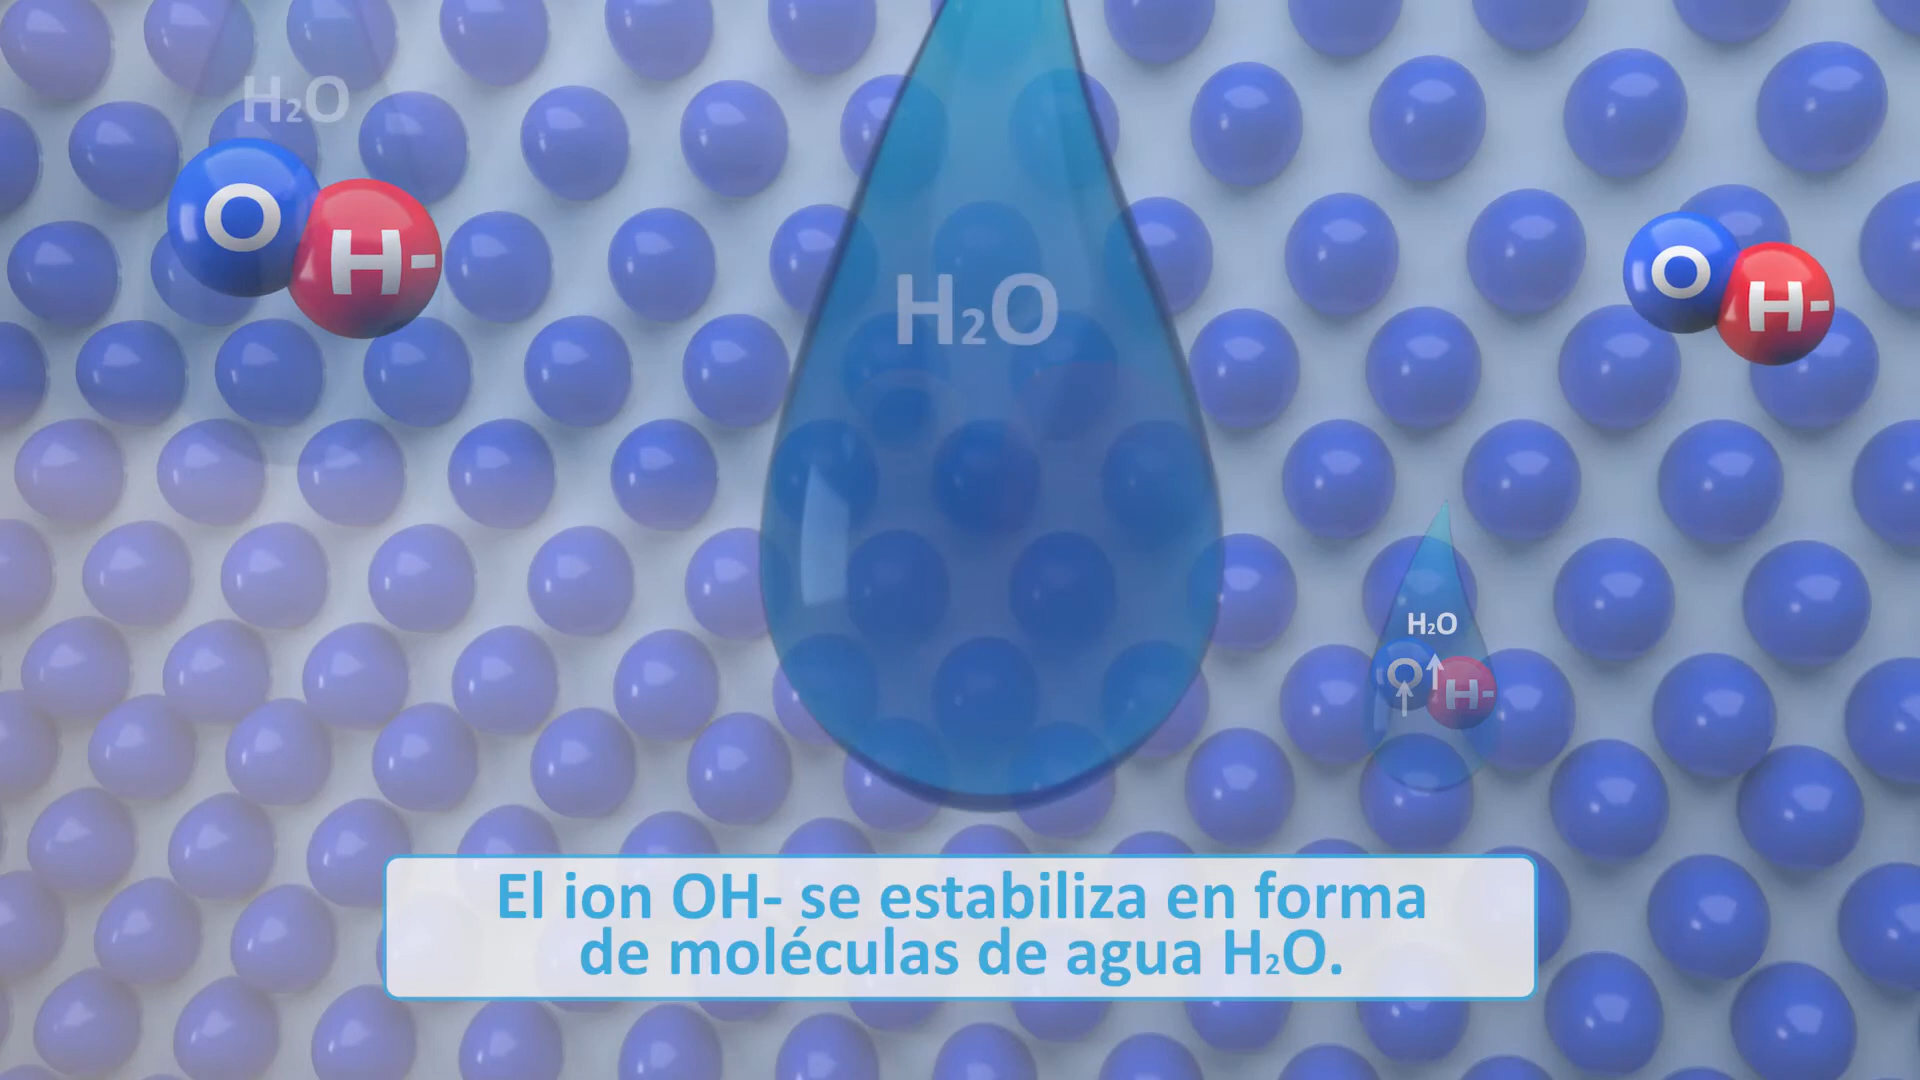 H₂O
O H-
H₂O
O H-
H₂O
O H-
El ion OH- se estabiliza en forma
de moléculas de agua H₂O.